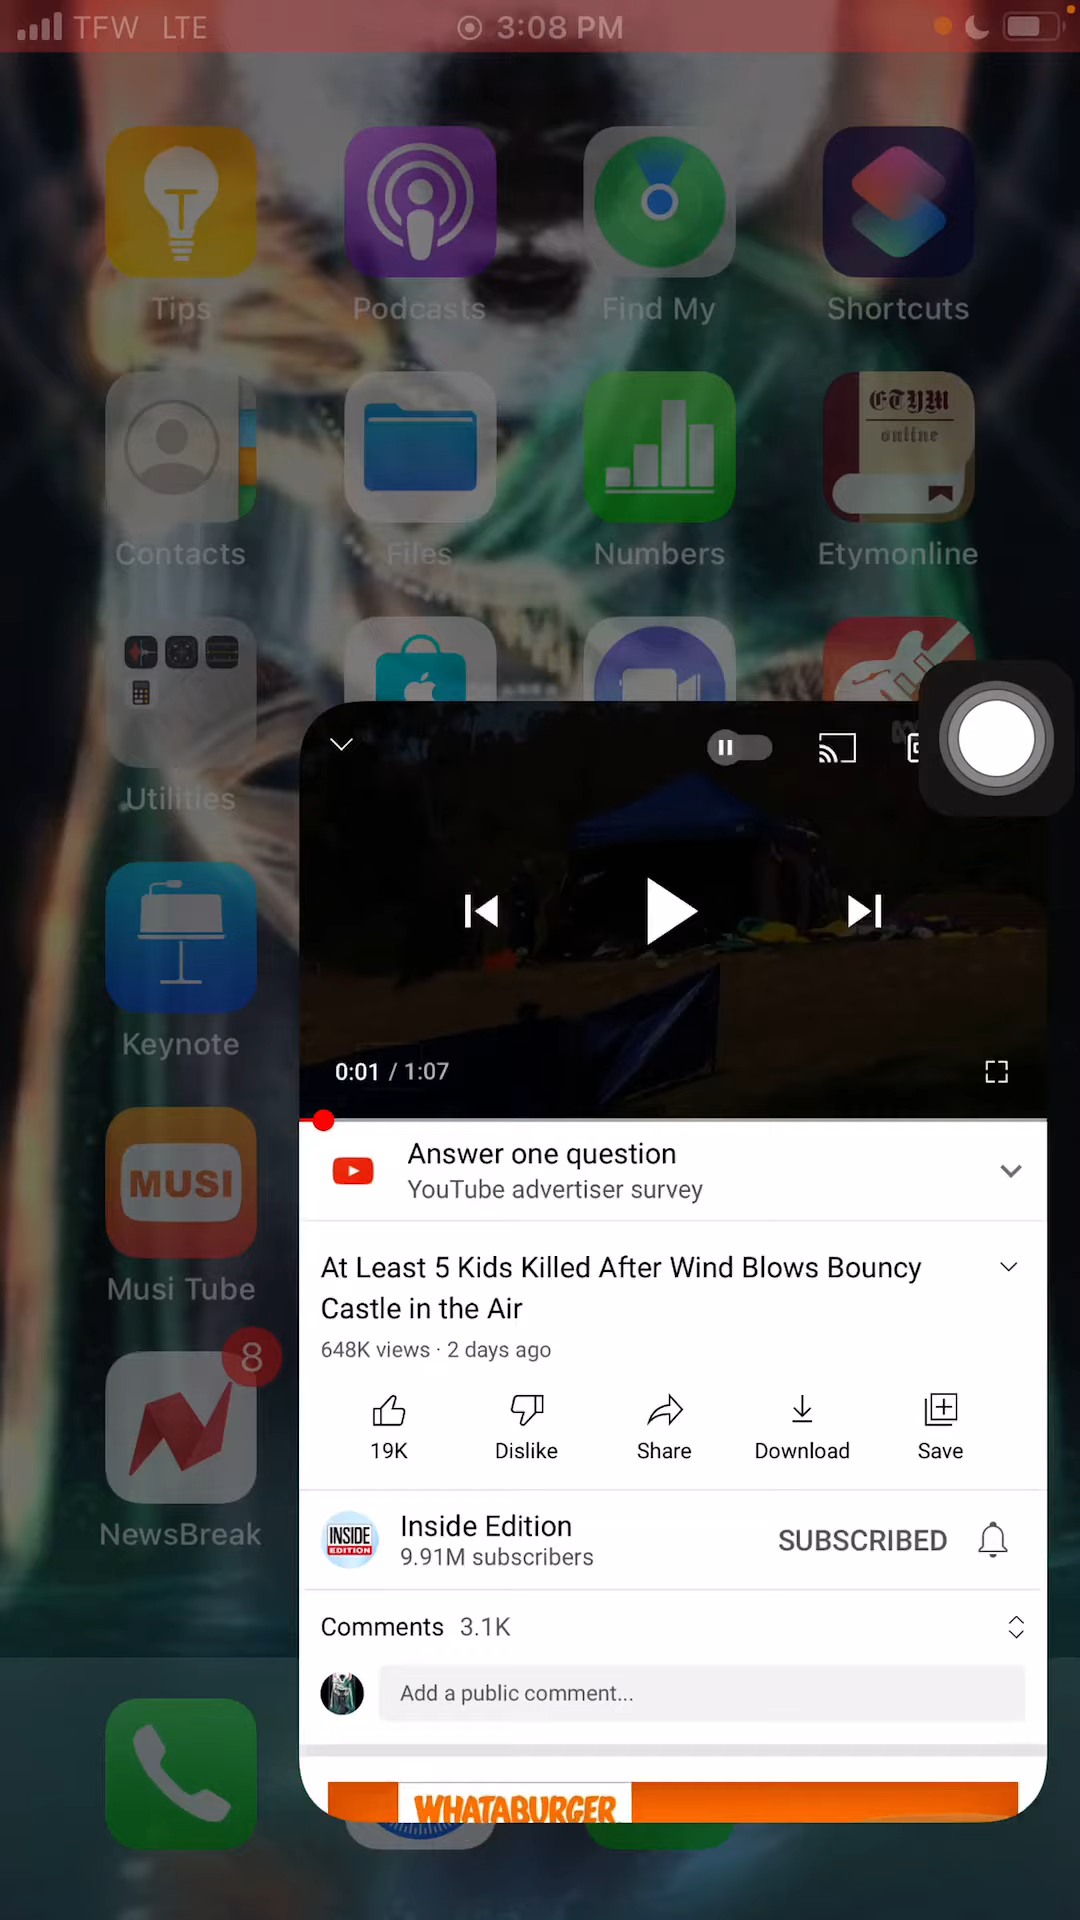 TFW LTE 3:08 PM
Tips Podcasts Find My Shortcuts
ETYM
online
Contacts Files Numbers Etymonline
Utilities
Keynote
0:01 / 1:07
Answer one question
YouTube advertiser survey
MUSI
Musi Tube
At Least 5 Kids Killed After Wind Blows Bouncy
Castle in the Air
648K views · 2 days ago
8
19K Dislike Share Download Save
NewsBreak
INSIDE
EDITION
Inside Edition
9.91M subscribers
SUBSCRIBED
Comments 3.1K
Add a public comment...
WHATABURGER